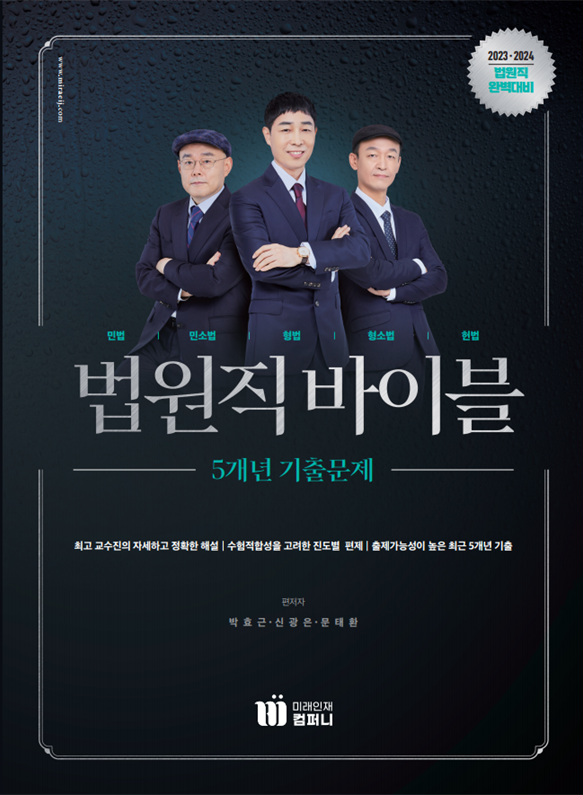 www.miraeij.com
2023·2024
법원직
완벽대비
민법 | 민소법 | 형법 | 형소법 | 헌법
법원직 바이블
5개년 기출문제
최고 교수진의 자세하고 정확한 해설 | 수험적합성을 고려한 진도별 편제 | 출제가능성이 높은 최근 5개년 기출
편저자
박효근·신광은·문태환
미래인재
컴퍼니